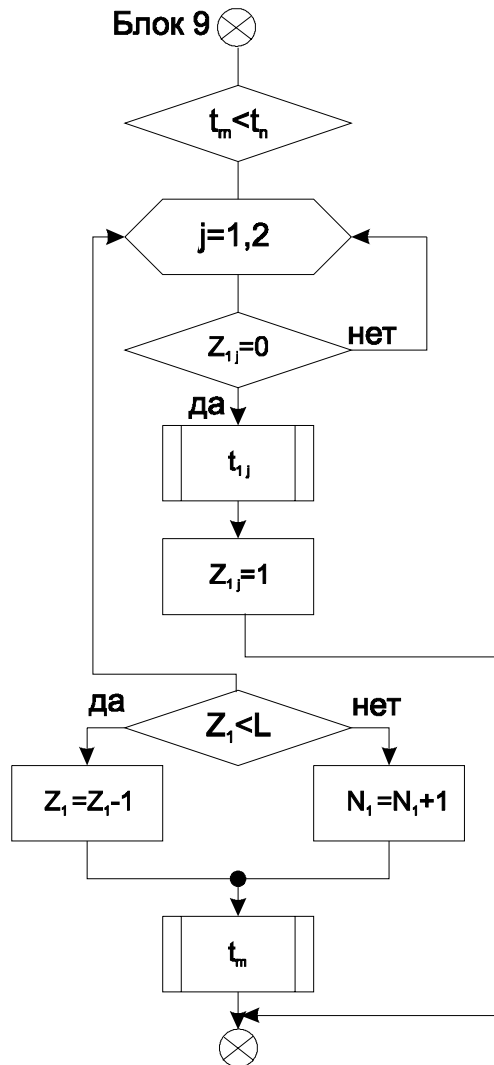 Блок 9
tₘ<tₙ
j=1,2
Z₁ⱼ=0
нет
да
t₁ⱼ
Z₁ⱼ=1
да
Z₁<L
нет
Z₁=Z₁-1
N₁=N₁+1
tₘ